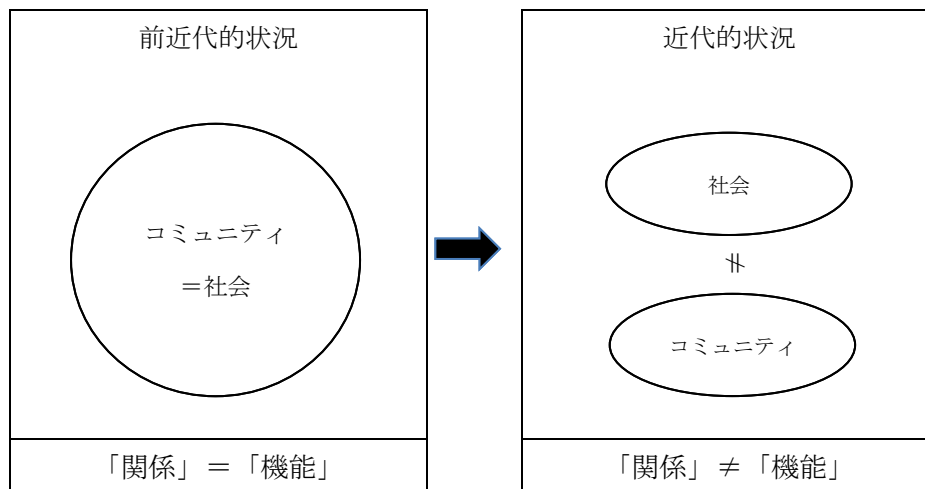 前近代的状況
コミュニティ
＝社会
「関係」＝「機能」
近代的状況
社会
≠
コミュニティ
「関係」≠「機能」